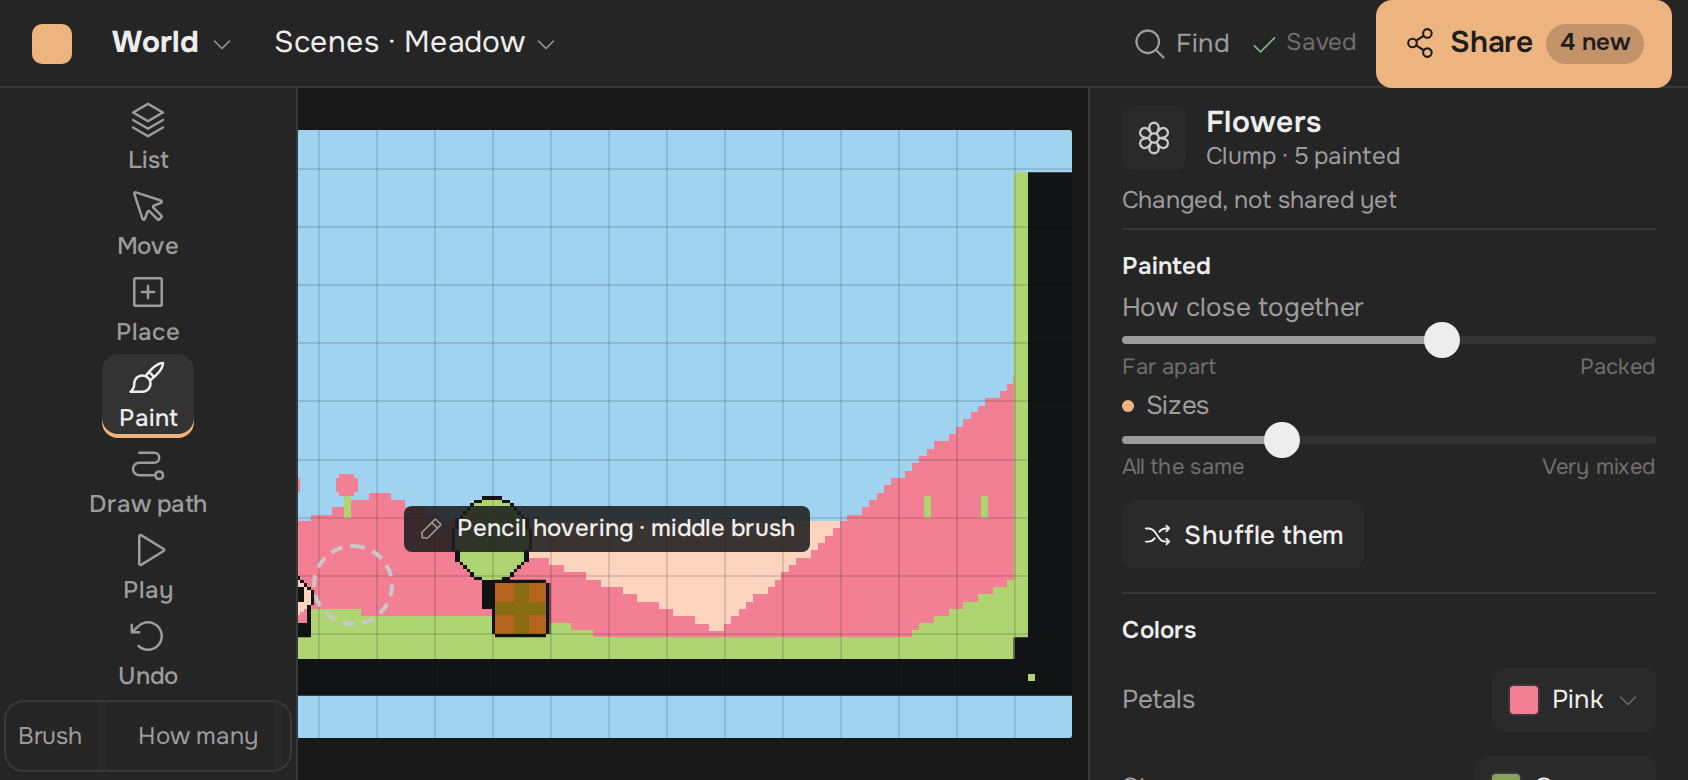 World
Scenes · Meadow
Find
Saved
Share
4 new
List
Move
Place
Paint
Draw path
Play
Undo
Brush
How many
Pencil hovering · middle brush
Flowers
Clump · 5 painted
Changed, not shared yet
Painted
How close together
Far apart
Packed
Sizes
All the same
Very mixed
Shuffle them
Colors
Petals
Pink